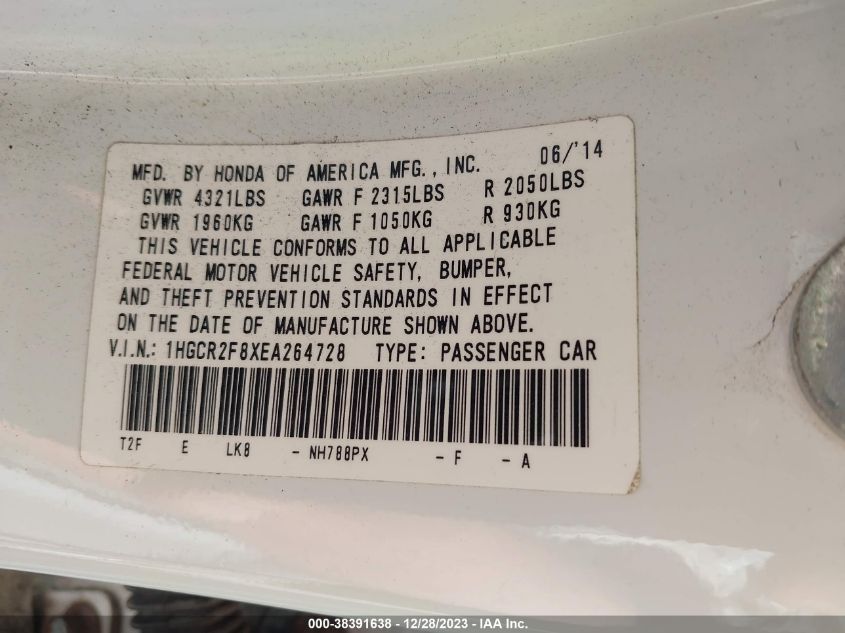 MFD. BY HONDA OF AMERICA MFG., INC. 06/'14
GVWR 4321LBS GAWR F 2315LBS R 2050LBS
GVWR 1960KG GAWR F 1050KG R 930KG
THIS VEHICLE CONFORMS TO ALL APPLICABLE
FEDERAL MOTOR VEHICLE SAFETY, BUMPER,
AND THEFT PREVENTION STANDARDS IN EFFECT
ON THE DATE OF MANUFACTURE SHOWN ABOVE.
V.I.N.: 1HGCR2F8XEA264728 TYPE: PASSENGER CAR
T2F E LK8 - NH788PX - F - A
000-38391638 - 12/28/2023 - IAA Inc.